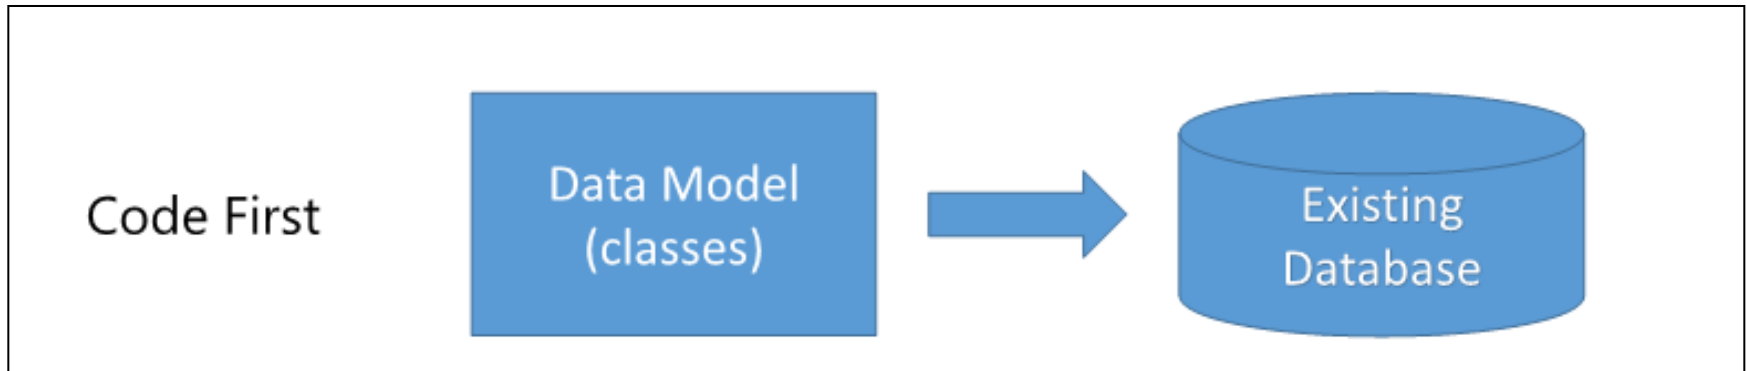 Code First
Data Model
(classes)
Existing
Database